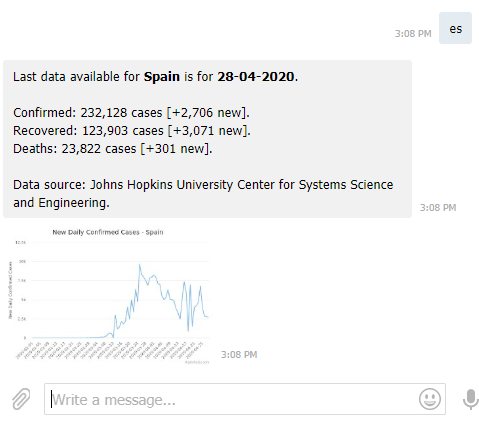 es
3:08 PM
Last data available for Spain is for 28-04-2020.
Confirmed: 232,128 cases [+2,706 new].
Recovered: 123,903 cases [+3,071 new].
Deaths: 23,822 cases [+301 new].
Data source: Johns Hopkins University Center for Systems Science
and Engineering.
3:08 PM
New Daily Confirmed Cases - Spain
New Daily Confirmed Cases
10k
7.5k
5k
2.5k
0
3:08 PM
Write a message...